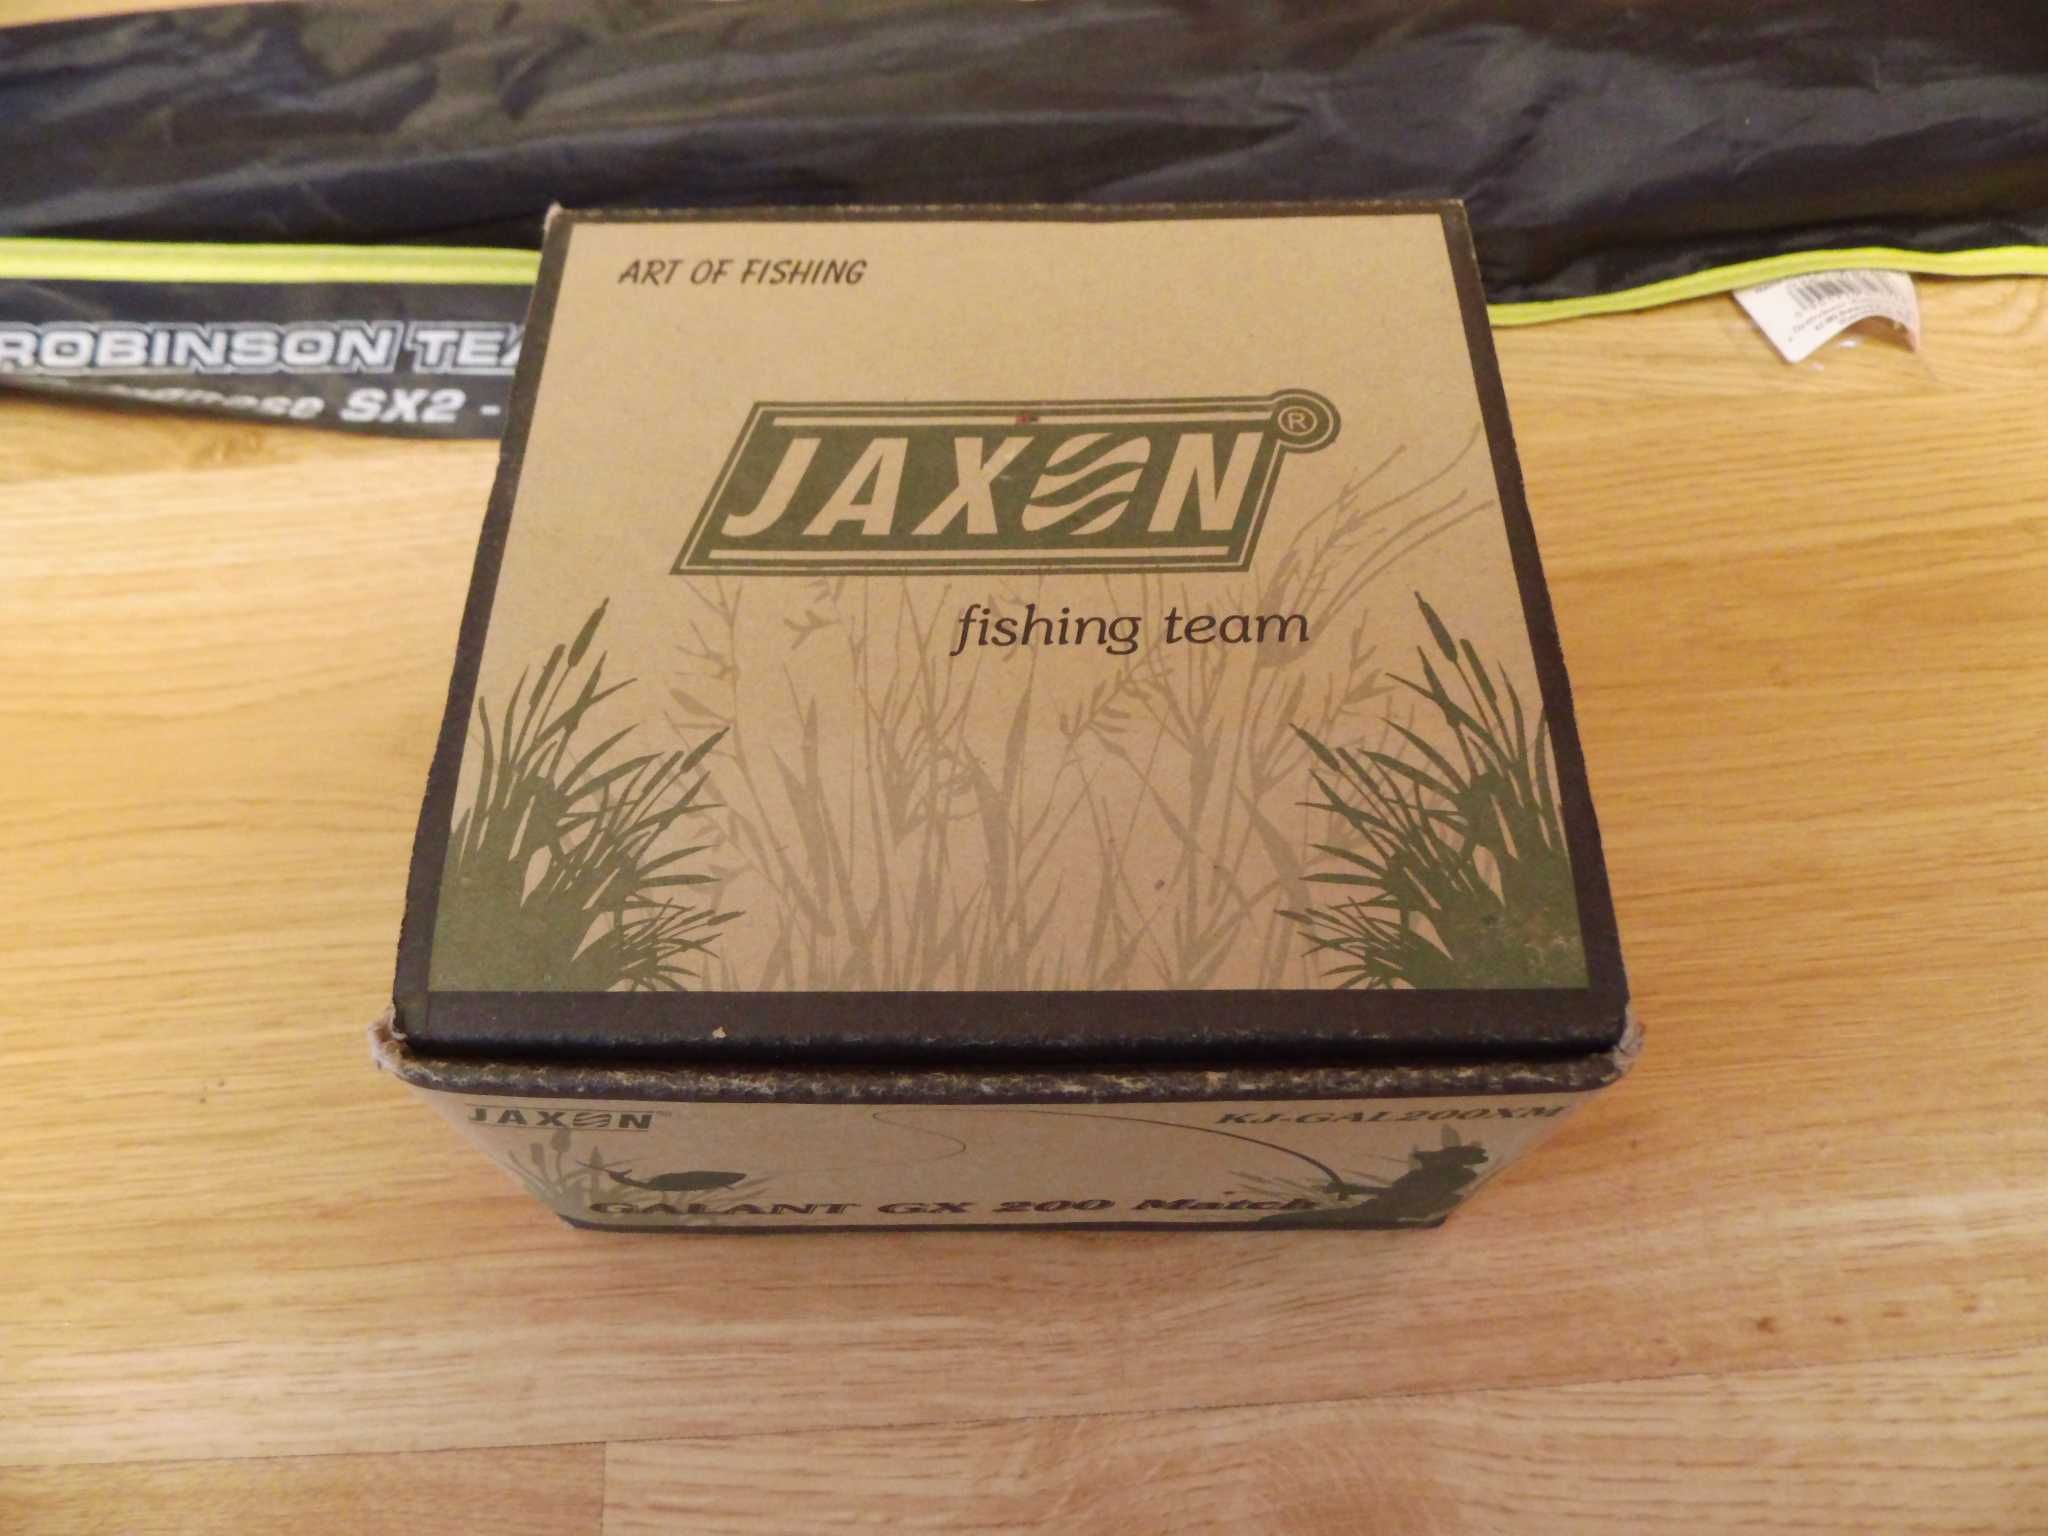 ROBINSON TEA
SX2 -
ART OF FISHING
JAXON®
fishing team
JAXON
KJ-GAL200XM
GALANT GX 200 Match